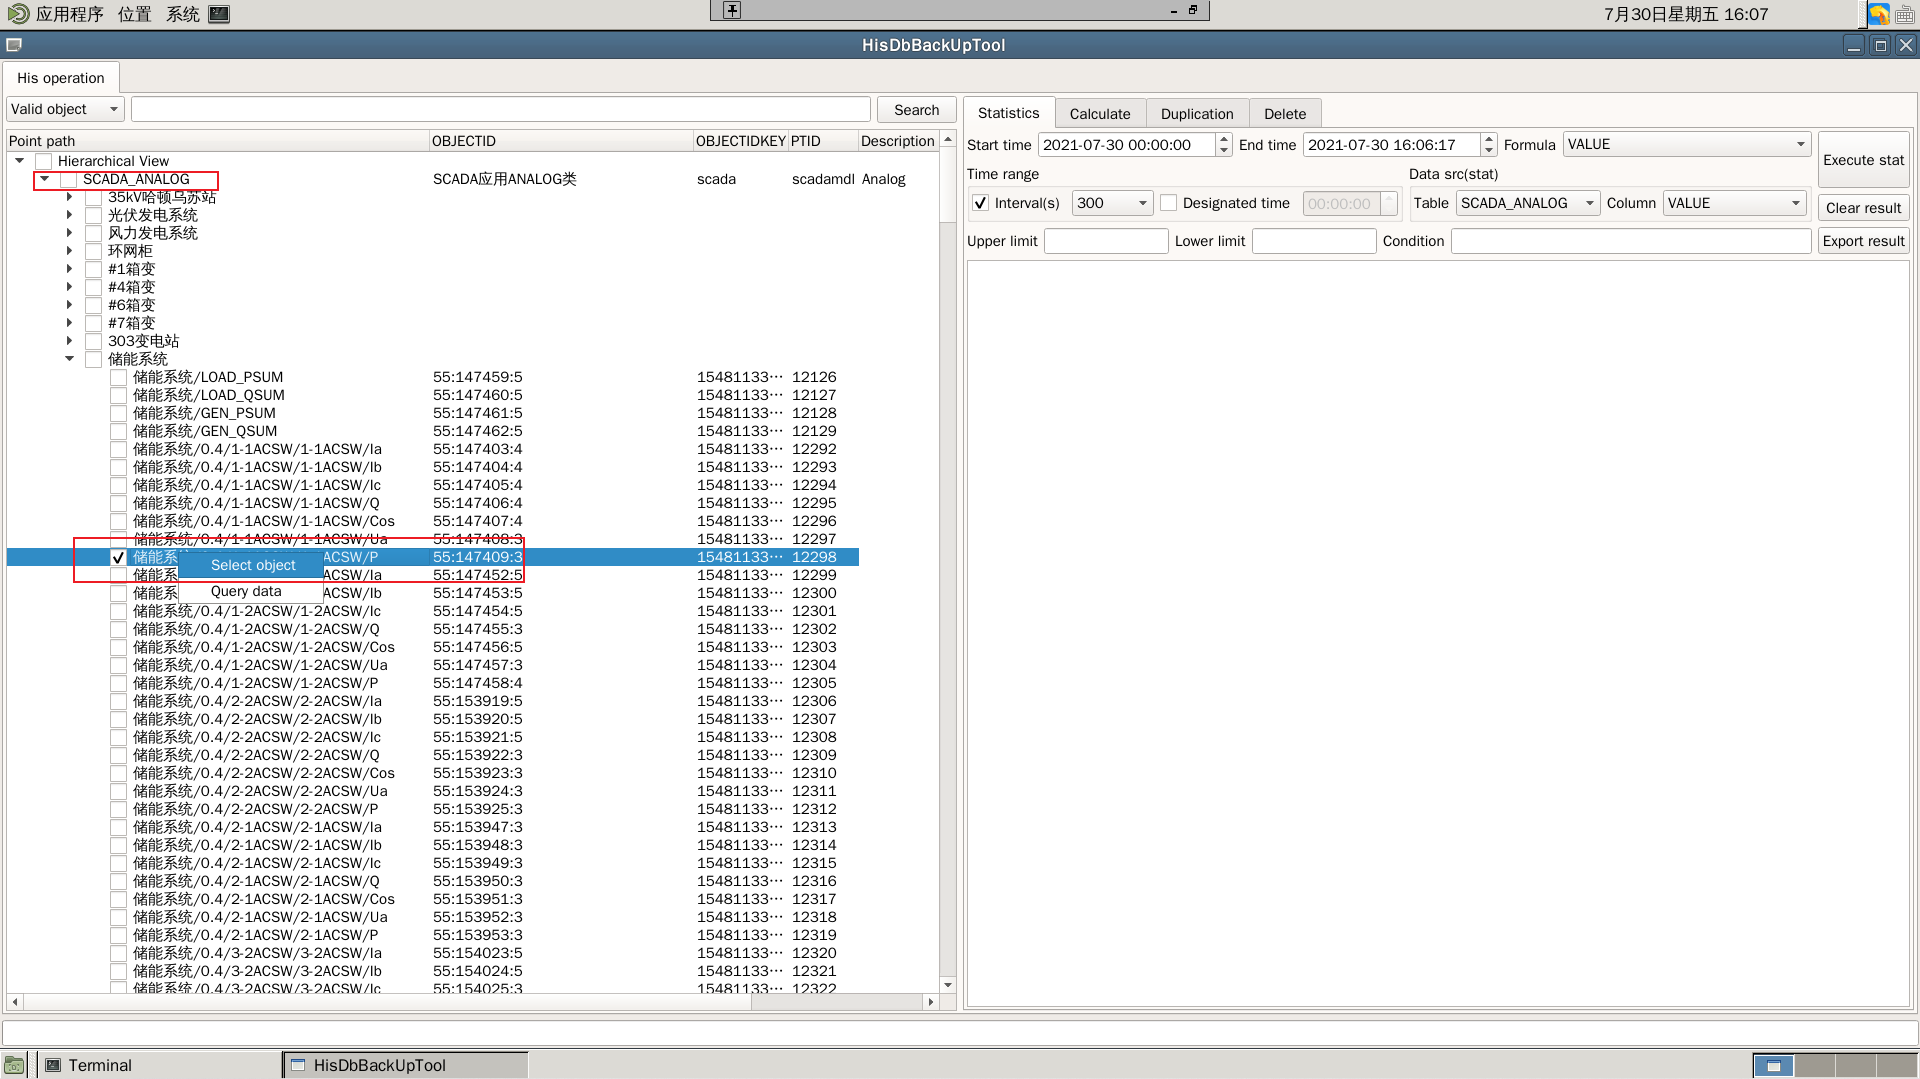 应用程序 位置 系统
7月30日星期五 16:07
HisDbBackUpTool
His operation
Valid object
Search
Point path OBJECTID OBJECTIDKEY PTID Description
Hierarchical View
SCADA_ANALOG SCADA应用ANALOG类 scada scadamdl Analog
35kV哈顿乌苏站
光伏发电系统
风力发电系统
环网柜
#1箱变
#4箱变
#6箱变
#7箱变
303变电站
储能系统
储能系统/LOAD_PSUM 55:147459:5 15481133··· 12126
储能系统/LOAD_QSUM 55:147460:5 15481133··· 12127
储能系统/GEN_PSUM 55:147461:5 15481133··· 12128
储能系统/GEN_QSUM 55:147462:5 15481133··· 12129
储能系统/0.4/1-1ACSW/1-1ACSW/Ia 55:147403:4 15481133··· 12292
储能系统/0.4/1-1ACSW/1-1ACSW/Ib 55:147404:4 15481133··· 12293
储能系统/0.4/1-1ACSW/1-1ACSW/Ic 55:147405:4 15481133··· 12294
储能系统/0.4/1-1ACSW/1-1ACSW/Q 55:147406:4 15481133··· 12295
储能系统/0.4/1-1ACSW/1-1ACSW/Cos 55:147407:4 15481133··· 12296
储能系统/0.4/1-1ACSW/1-1ACSW/Ua 55:147408:3 15481133··· 12297
储能系 ACSW/P 55:147409:3 15481133··· 12298
Select object
储能系 ACSW/Ia 55:147452:5 15481133··· 12299
Query data
储能系 ACSW/Ib 55:147453:5 15481133··· 12300
储能系统/0.4/1-2ACSW/1-2ACSW/Ic 55:147454:5 15481133··· 12301
储能系统/0.4/1-2ACSW/1-2ACSW/Q 55:147455:3 15481133··· 12302
储能系统/0.4/1-2ACSW/1-2ACSW/Cos 55:147456:5 15481133··· 12303
储能系统/0.4/1-2ACSW/1-2ACSW/Ua 55:147457:3 15481133··· 12304
储能系统/0.4/1-2ACSW/1-2ACSW/P 55:147458:4 15481133··· 12305
储能系统/0.4/2-2ACSW/2-2ACSW/Ia 55:153919:5 15481133··· 12306
储能系统/0.4/2-2ACSW/2-2ACSW/Ib 55:153920:5 15481133··· 12307
储能系统/0.4/2-2ACSW/2-2ACSW/Ic 55:153921:5 15481133··· 12308
储能系统/0.4/2-2ACSW/2-2ACSW/Q 55:153922:3 15481133··· 12309
储能系统/0.4/2-2ACSW/2-2ACSW/Cos 55:153923:3 15481133··· 12310
储能系统/0.4/2-2ACSW/2-2ACSW/Ua 55:153924:3 15481133··· 12311
储能系统/0.4/2-2ACSW/2-2ACSW/P 55:153925:3 15481133··· 12312
储能系统/0.4/2-1ACSW/2-1ACSW/Ia 55:153947:3 15481133··· 12313
储能系统/0.4/2-1ACSW/2-1ACSW/Ib 55:153948:3 15481133··· 12314
储能系统/0.4/2-1ACSW/2-1ACSW/Ic 55:153949:3 15481133··· 12315
储能系统/0.4/2-1ACSW/2-1ACSW/Q 55:153950:3 15481133··· 12316
储能系统/0.4/2-1ACSW/2-1ACSW/Cos 55:153951:3 15481133··· 12317
储能系统/0.4/2-1ACSW/2-1ACSW/Ua 55:153952:3 15481133··· 12318
储能系统/0.4/2-1ACSW/2-1ACSW/P 55:153953:3 15481133··· 12319
储能系统/0.4/3-2ACSW/3-2ACSW/Ia 55:154023:5 15481133··· 12320
储能系统/0.4/3-2ACSW/3-2ACSW/Ib 55:154024:5 15481133··· 12321
储能系统/0.4/3-2ACSW/3-2ACSW/Ic 55:154025:3 15481133··· 12322
Statistics Calculate Duplication Delete
Start time 2021-07-30 00:00:00 End time 2021-07-30 16:06:17 Formula VALUE
Execute stat
Time range Data src(stat)
Interval(s) 300 Designated time 00:00:00 Table SCADA_ANALOG Column VALUE
Clear result
Upper limit Lower limit Condition
Export result
Terminal
HisDbBackUpTool